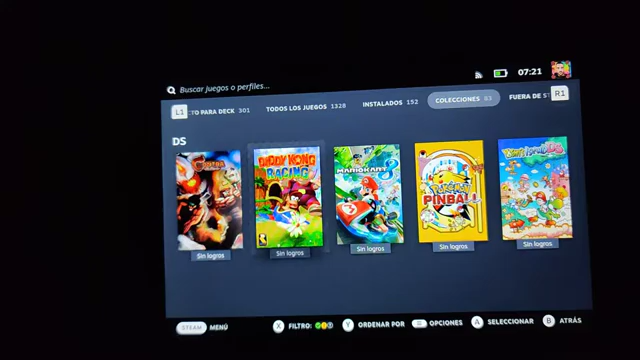 07:21
Buscar juegos o perfiles...
L1
TO PARA DECK 301
TODOS LOS JUEGOS 1328
INSTALADOS 152
COLECCIONES 83
FUERA DE ST
R1
DS
DIDDY KONG RACING
MARIOKART
POKéMON PINBALL
Sin logros
Sin logros
Sin logros
Sin logros
Sin logros
STEAM
MENÚ
X FILTRO:
Y ORDENAR POR
OPCIONES
A SELECCIONAR
B ATRÁS